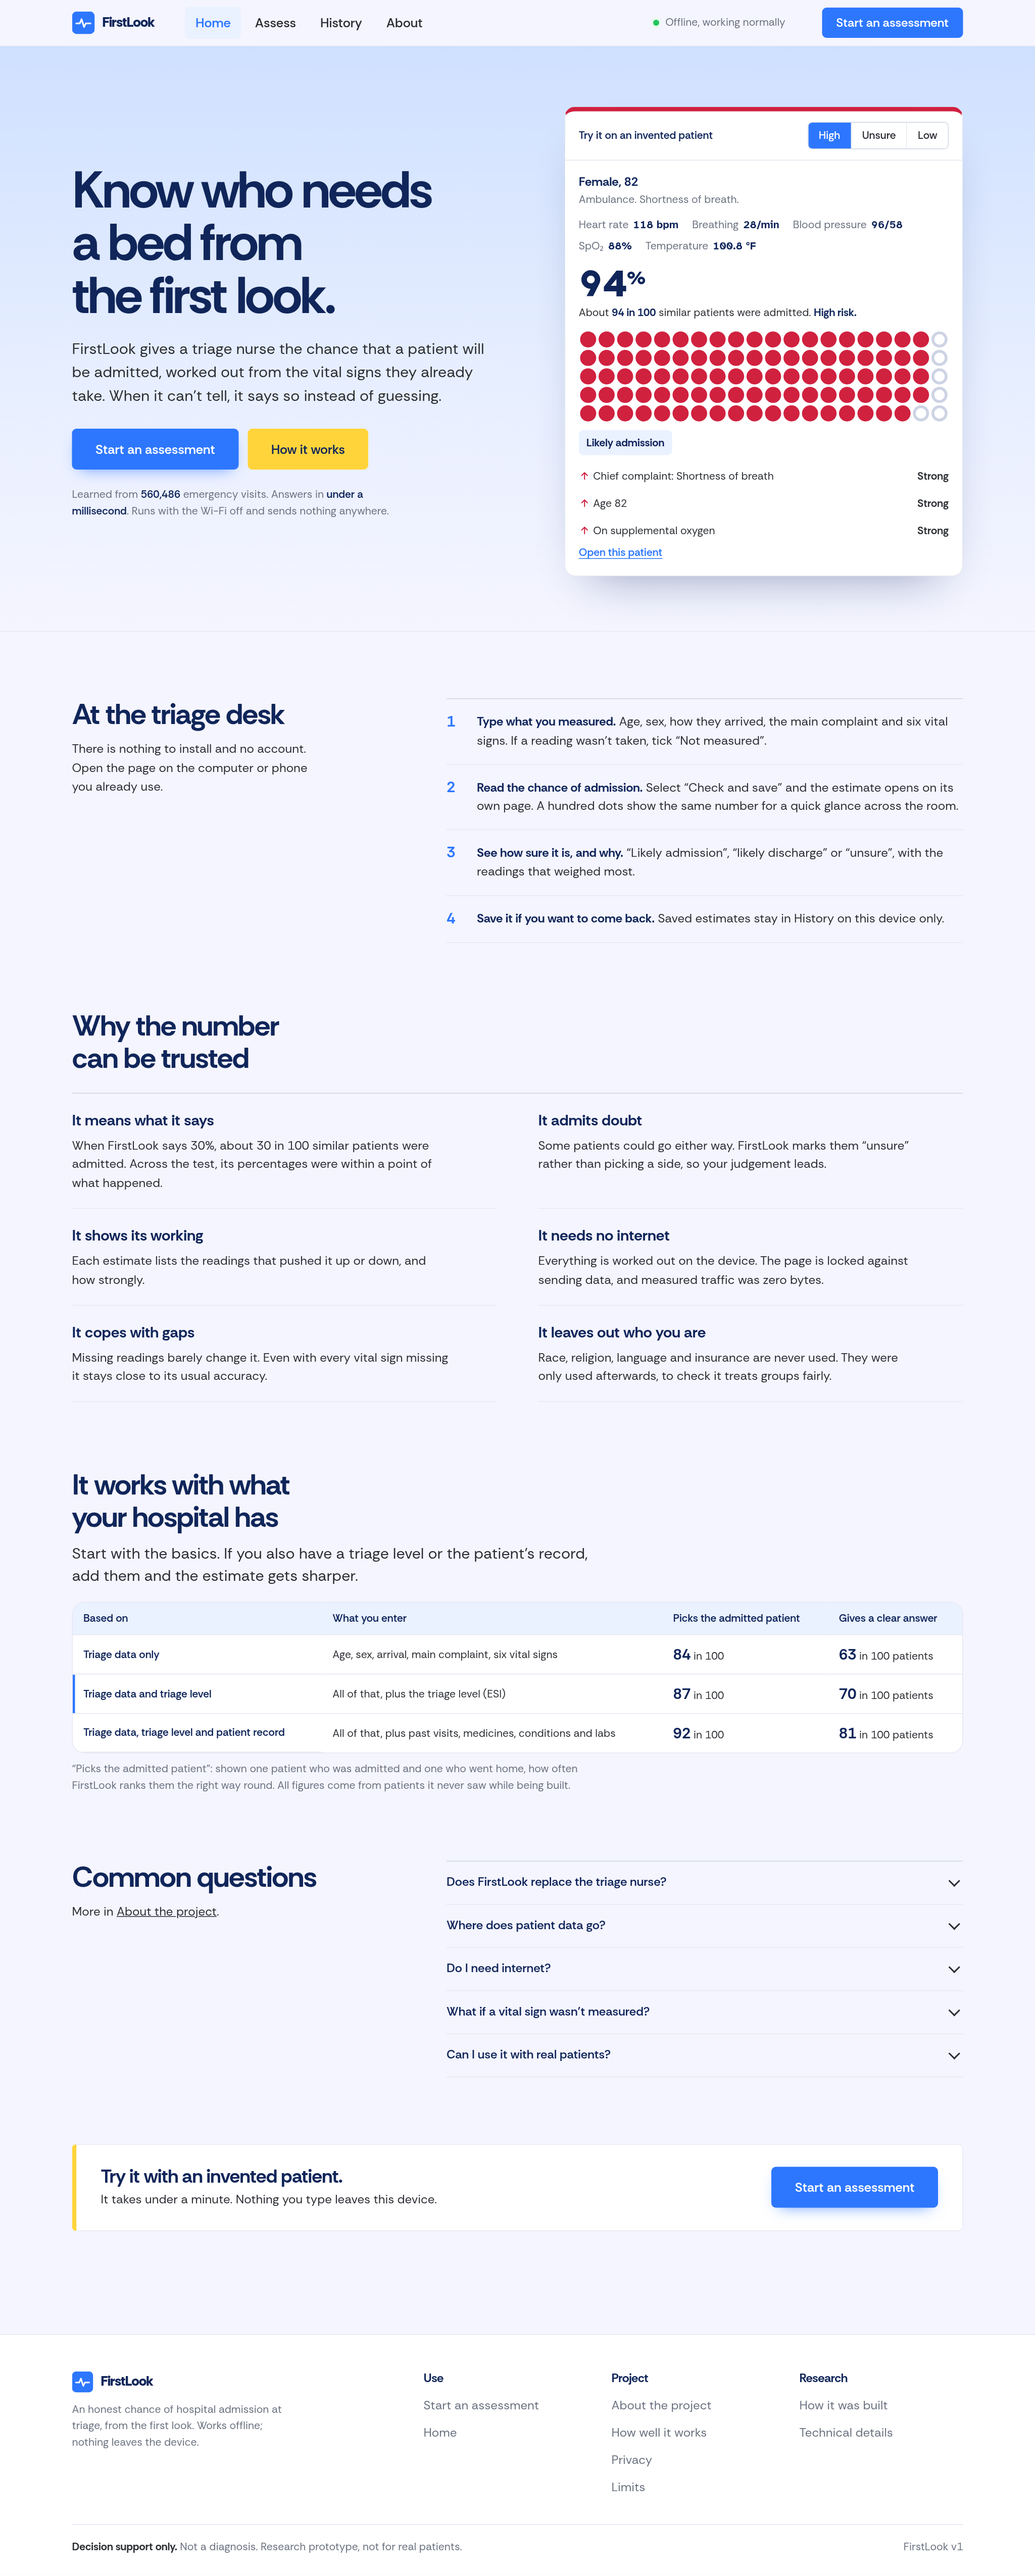 FirstLook
Home
Assess
History
About
Offline, working normally
Start an assessment
Know who needs
a bed from
the first look.
FirstLook gives a triage nurse the chance that a patient will
be admitted, worked out from the vital signs they already
take. When it can't tell, it says so instead of guessing.
Start an assessment
How it works
Learned from 560,486 emergency visits. Answers in under a
millisecond. Runs with the Wi-Fi off and sends nothing anywhere.
Try it on an invented patient
High
Unsure
Low
Female, 82
Ambulance. Shortness of breath.
Heart rate 118 bpm Breathing 28/min Blood pressure 96/58
SpO₂ 88% Temperature 100.8 °F
94%
About 94 in 100 similar patients were admitted. High risk.
Likely admission
↑ Chief complaint: Shortness of breath Strong
↑ Age 82 Strong
↑ On supplemental oxygen Strong
Open this patient
At the triage desk
There is nothing to install and no account.
Open the page on the computer or phone
you already use.
1 Type what you measured. Age, sex, how they arrived, the main complaint and six vital
signs. If a reading wasn't taken, tick “Not measured”.
2 Read the chance of admission. Select “Check and save” and the estimate opens on its
own page. A hundred dots show the same number for a quick glance across the room.
3 See how sure it is, and why. “Likely admission”, “likely discharge” or “unsure”, with the
readings that weighed most.
4 Save it if you want to come back. Saved estimates stay in History on this device only.
Why the number
can be trusted
It means what it says
When FirstLook says 30%, about 30 in 100 similar patients were
admitted. Across the test, its percentages were within a point of
what happened.
It admits doubt
Some patients could go either way. FirstLook marks them “unsure”
rather than picking a side, so your judgement leads.
It shows its working
Each estimate lists the readings that pushed it up or down, and
how strongly.
It needs no internet
Everything is worked out on the device. The page is locked against
sending data, and measured traffic was zero bytes.
It copes with gaps
Missing readings barely change it. Even with every vital sign missing
it stays close to its usual accuracy.
It leaves out who you are
Race, religion, language and insurance are never used. They were
only used afterwards, to check it treats groups fairly.
It works with what
your hospital has
Start with the basics. If you also have a triage level or the patient's record,
add them and the estimate gets sharper.
Based on What you enter Picks the admitted patient Gives a clear answer
Triage data only Age, sex, arrival, main complaint, six vital signs 84 in 100 63 in 100 patients
Triage data and triage level All of that, plus the triage level (ESI) 87 in 100 70 in 100 patients
Triage data, triage level and patient record All of that, plus past visits, medicines, conditions and labs 92 in 100 81 in 100 patients
“Picks the admitted patient”: shown one patient who was admitted and one who went home, how often
FirstLook ranks them the right way round. All figures come from patients it never saw while being built.
Common questions
More in About the project.
Does FirstLook replace the triage nurse?
Where does patient data go?
Do I need internet?
What if a vital sign wasn't measured?
Can I use it with real patients?
Try it with an invented patient.
It takes under a minute. Nothing you type leaves this device.
Start an assessment
FirstLook
An honest chance of hospital admission at
triage, from the first look. Works offline;
nothing leaves the device.
Use
Start an assessment
Home
Project
About the project
How well it works
Privacy
Limits
Research
How it was built
Technical details
Decision support only. Not a diagnosis. Research prototype, not for real patients.
FirstLook v1